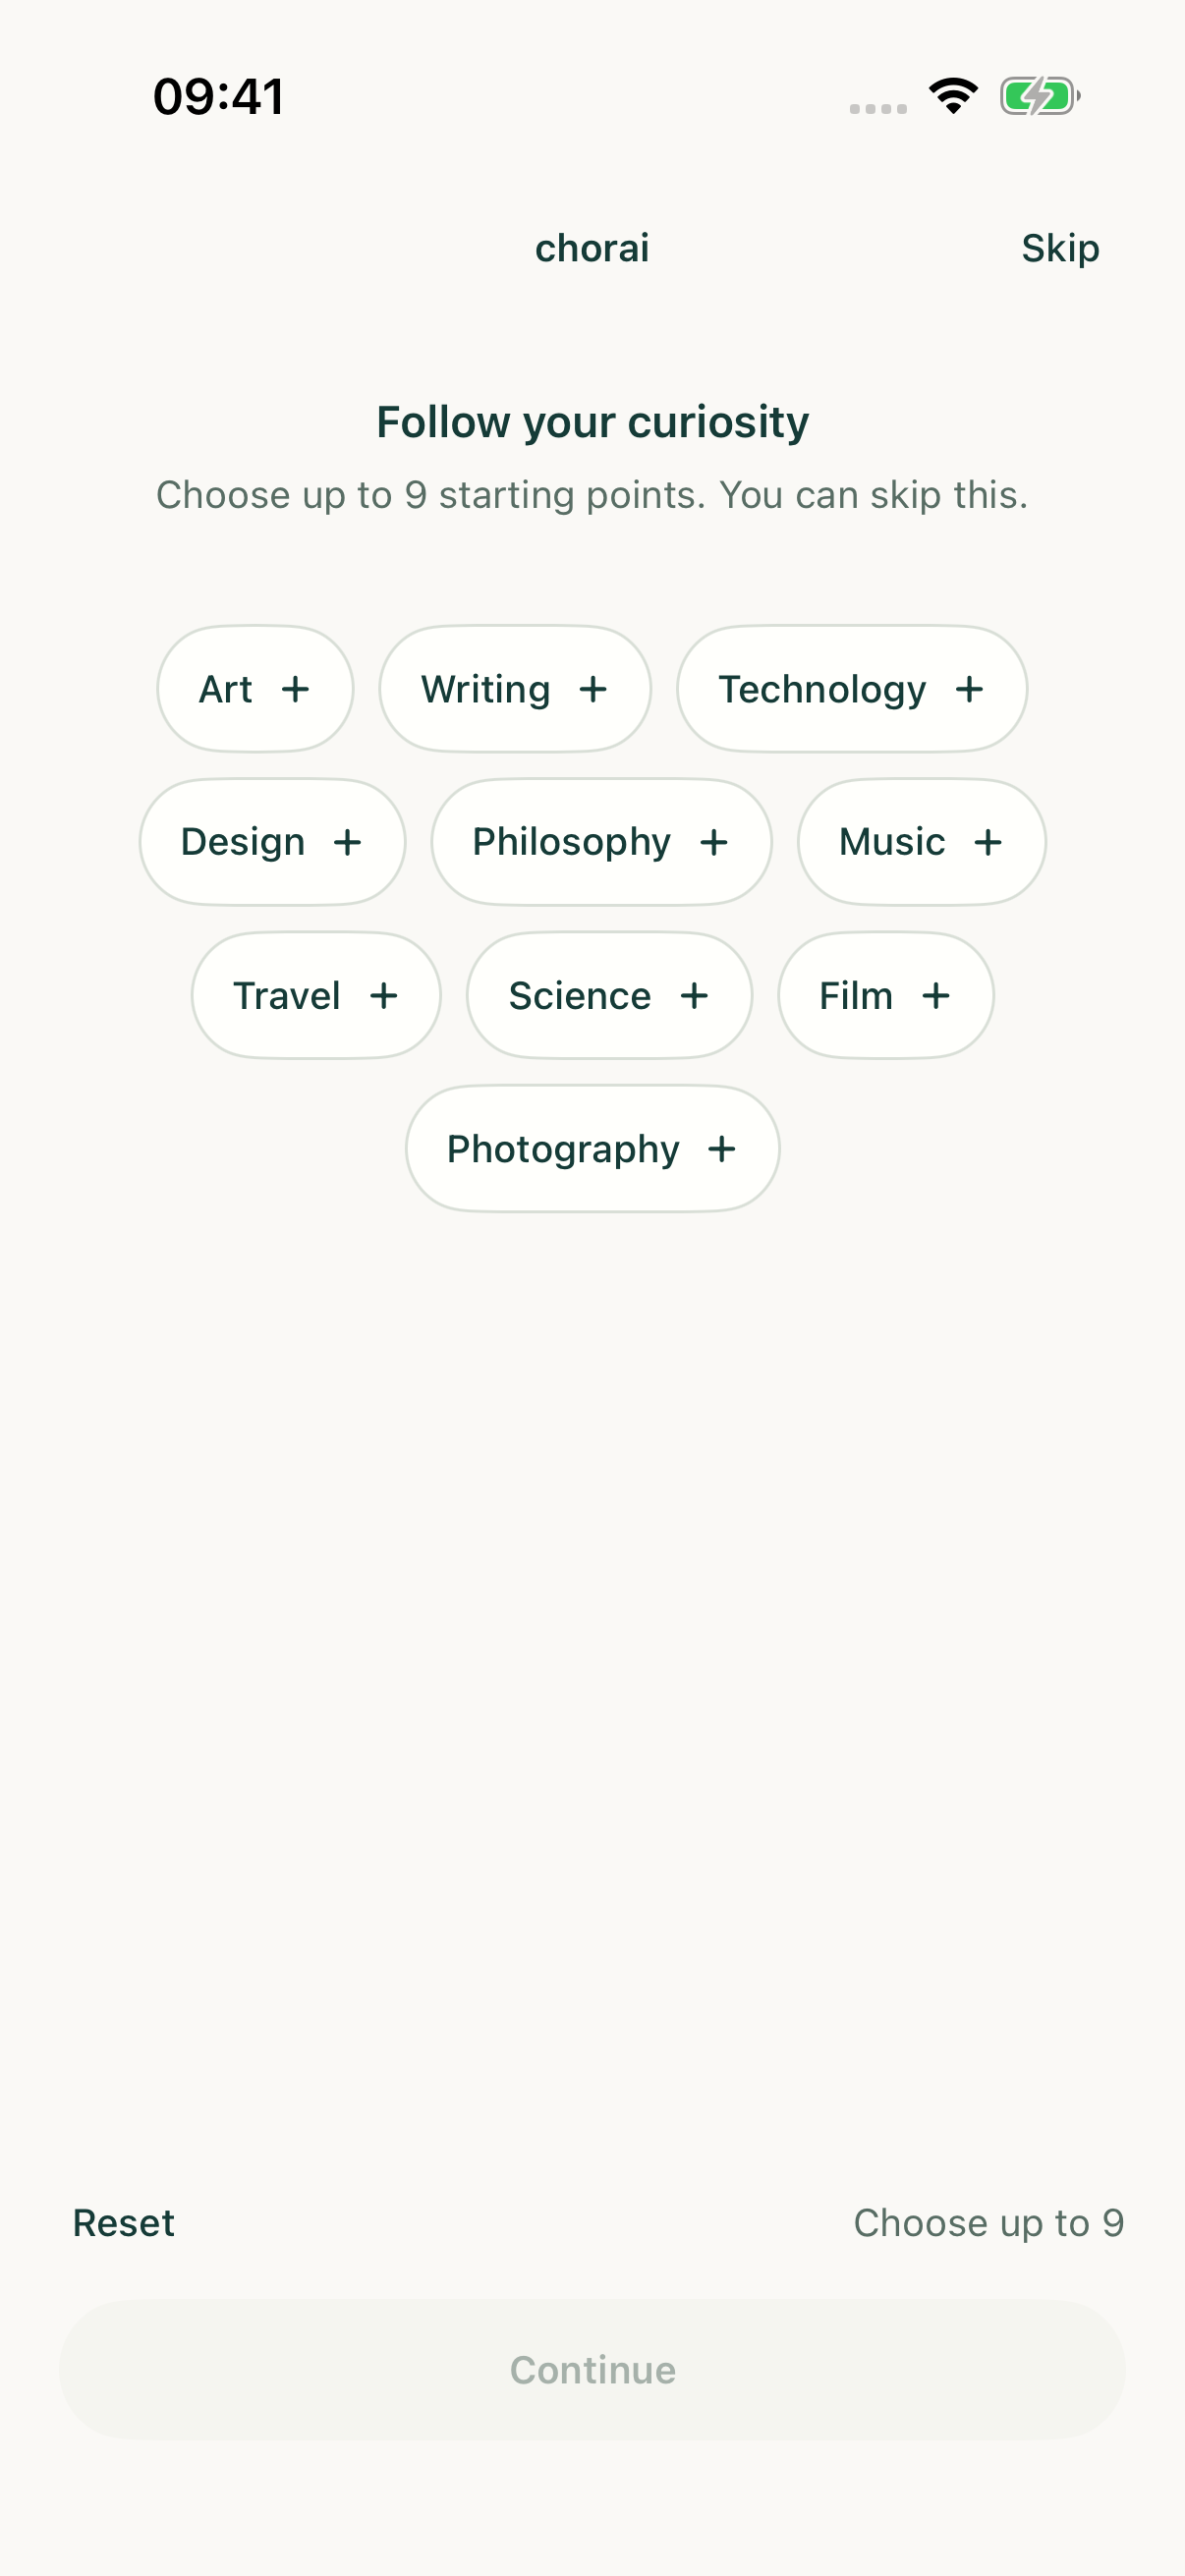 09:41
chorai Skip
Follow your curiosity
Choose up to 9 starting points. You can skip this.
Art + Writing + Technology +
Design + Philosophy + Music +
Travel + Science + Film +
Photography +
Reset Choose up to 9
Continue